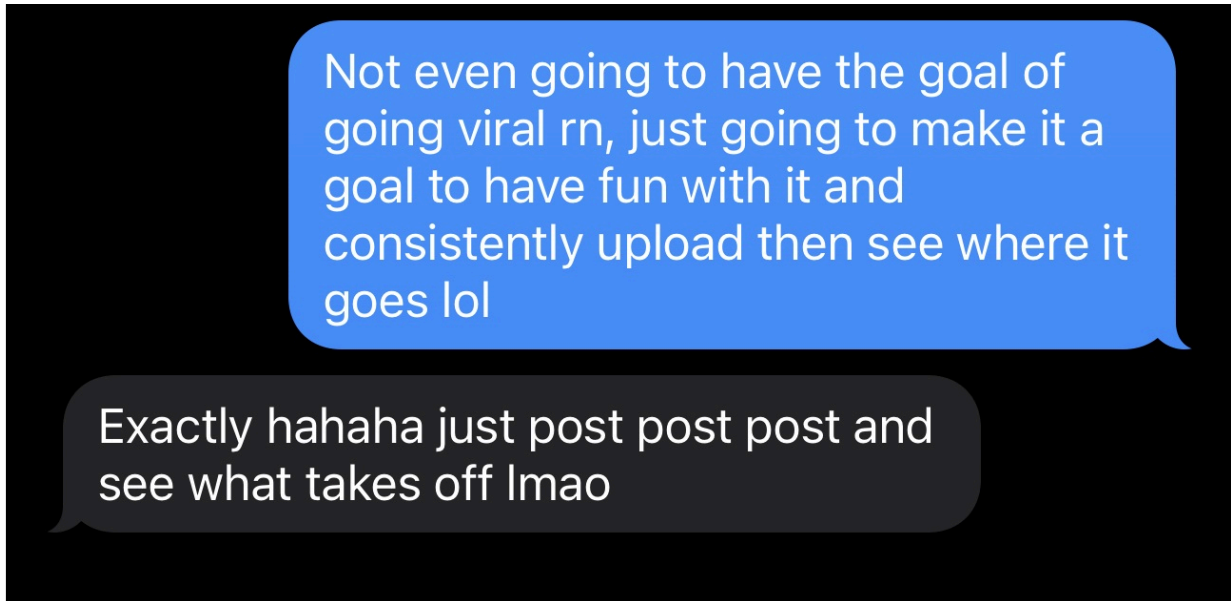 Not even going to have the goal of
going viral rn, just going to make it a
goal to have fun with it and
consistently upload then see where it
goes lol
Exactly hahaha just post post post and
see what takes off lmao